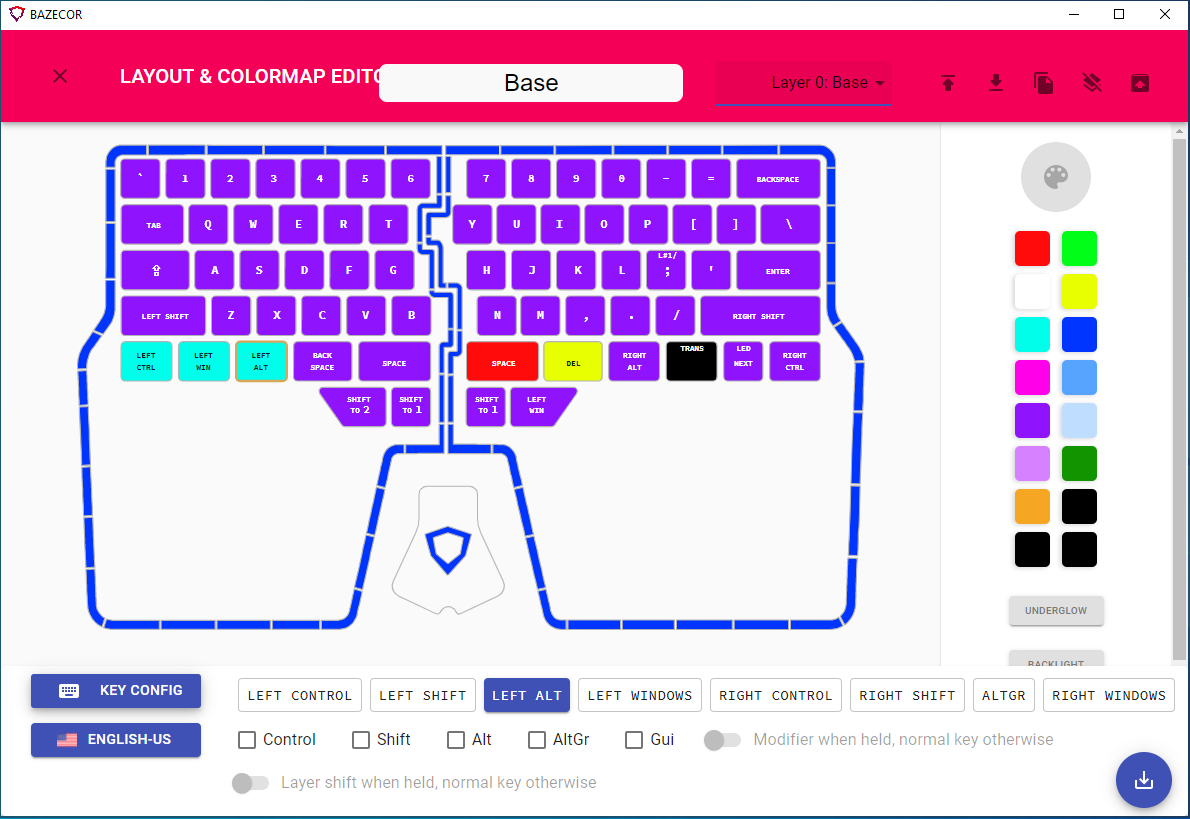 BAZECOR
LAYOUT & COLORMAP EDITO
Base
Layer 0: Base
` 1 2 3 4 5 6 7 8 9 0 - = BACKSPACE
TAB Q W E R T Y U I O P [ ] \
A S D F G H J K L L#1/ ; ' ENTER
LEFT SHIFT Z X C V B N M , . / RIGHT SHIFT
LEFT CTRL LEFT WIN LEFT ALT BACK SPACE SPACE SPACE DEL RIGHT ALT TRANS LED NEXT RIGHT CTRL
SHIFT TO 2 SHIFT TO 1 SHIFT TO 1 LEFT WIN
UNDERGLOW
BACKLIGHT
KEY CONFIG
LEFT CONTROL LEFT SHIFT LEFT ALT LEFT WINDOWS RIGHT CONTROL RIGHT SHIFT ALTGR RIGHT WINDOWS
ENGLISH-US
Control Shift Alt AltGr Gui Modifier when held, normal key otherwise
Layer shift when held, normal key otherwise